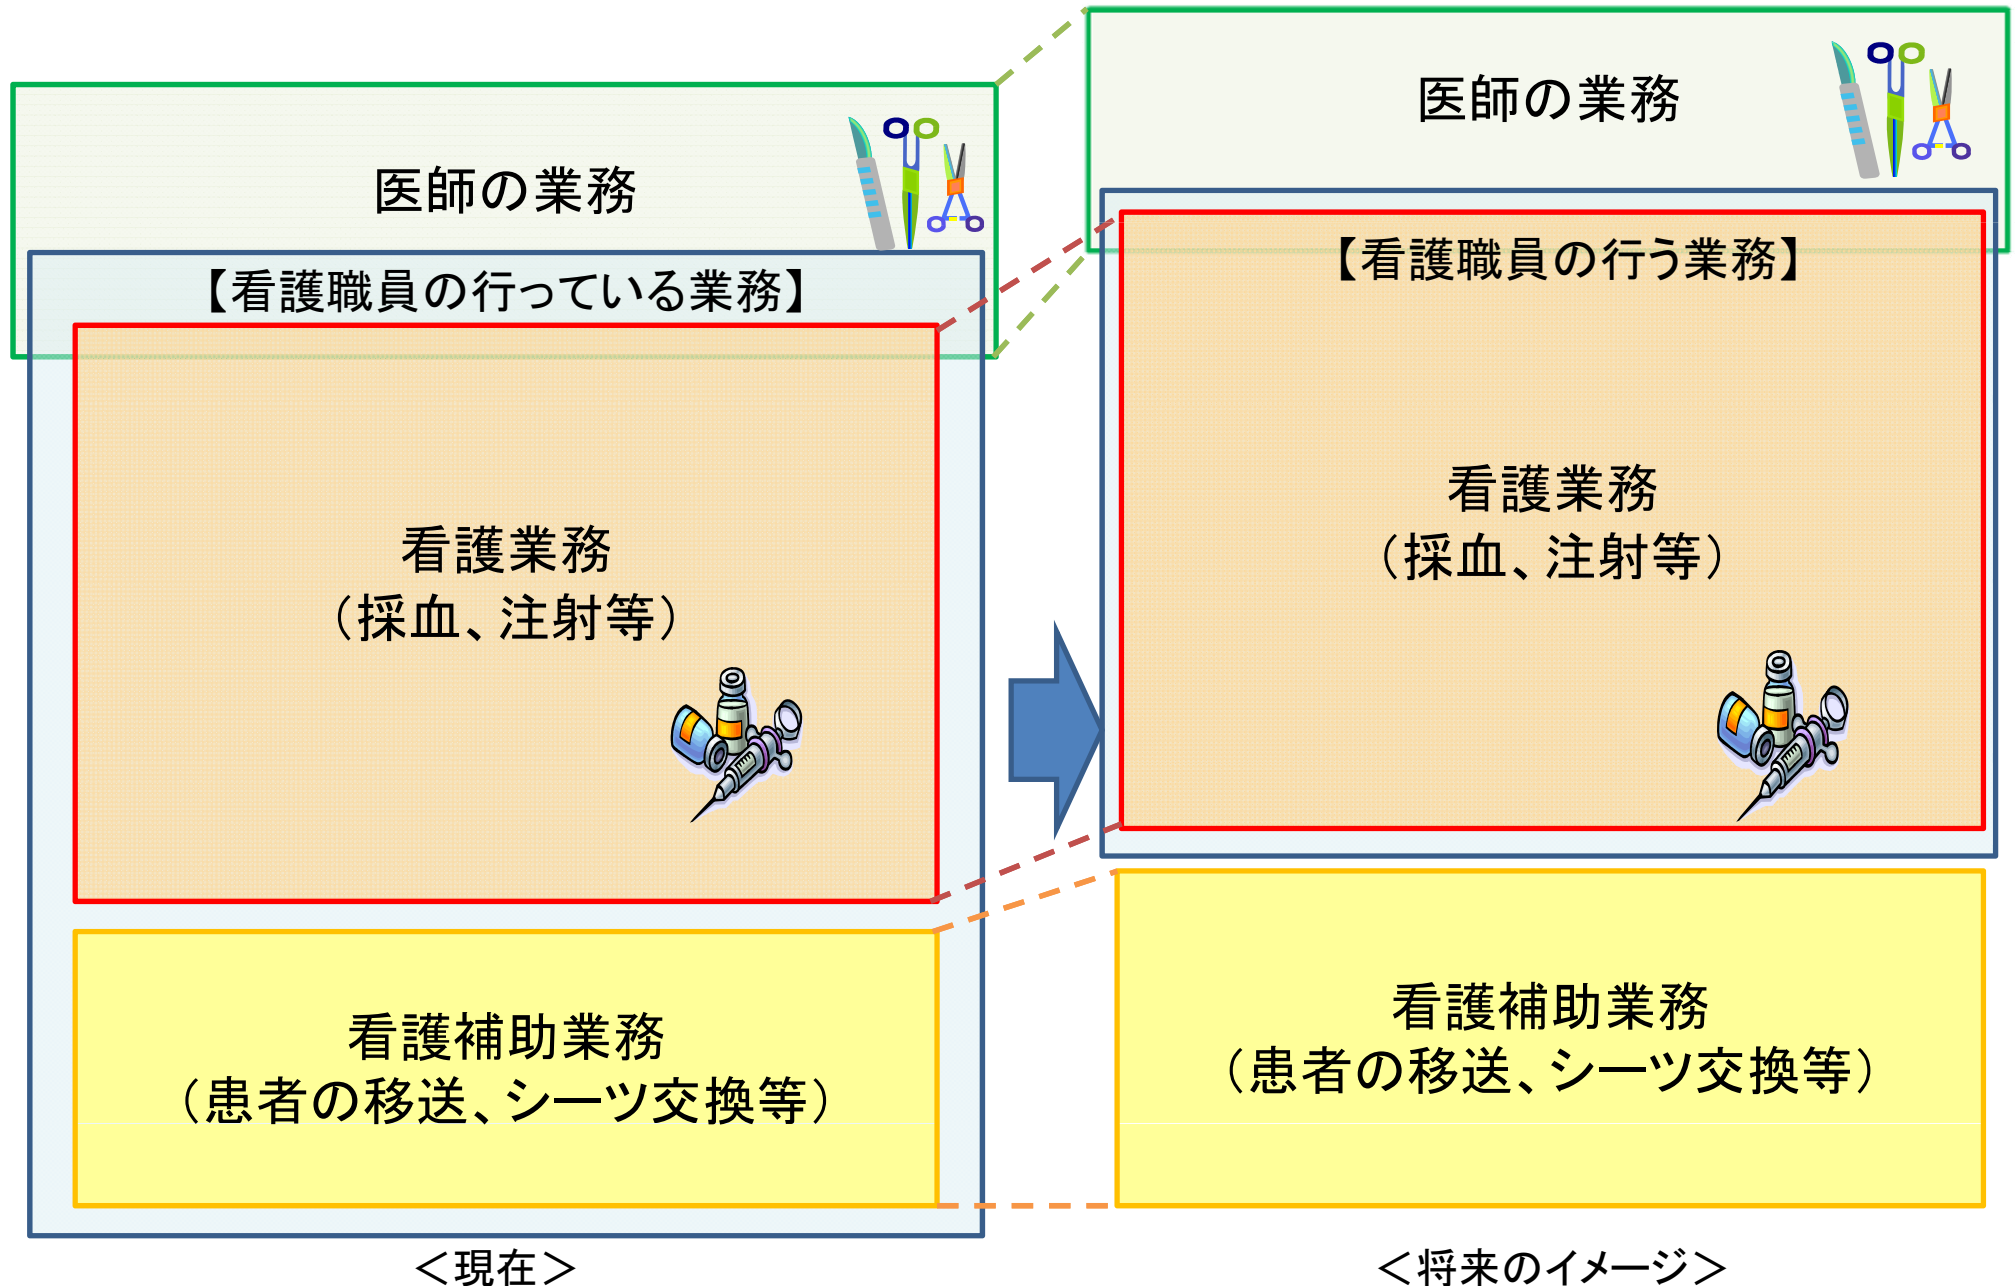 医師の業務
【看護職員の行っている業務】
看護業務
（採血、注射等）
看護補助業務
（患者の移送、シーツ交換等）
＜現在＞
医師の業務
【看護職員の行う業務】
看護業務
（採血、注射等）
看護補助業務
（患者の移送、シーツ交換等）
＜将来のイメージ＞